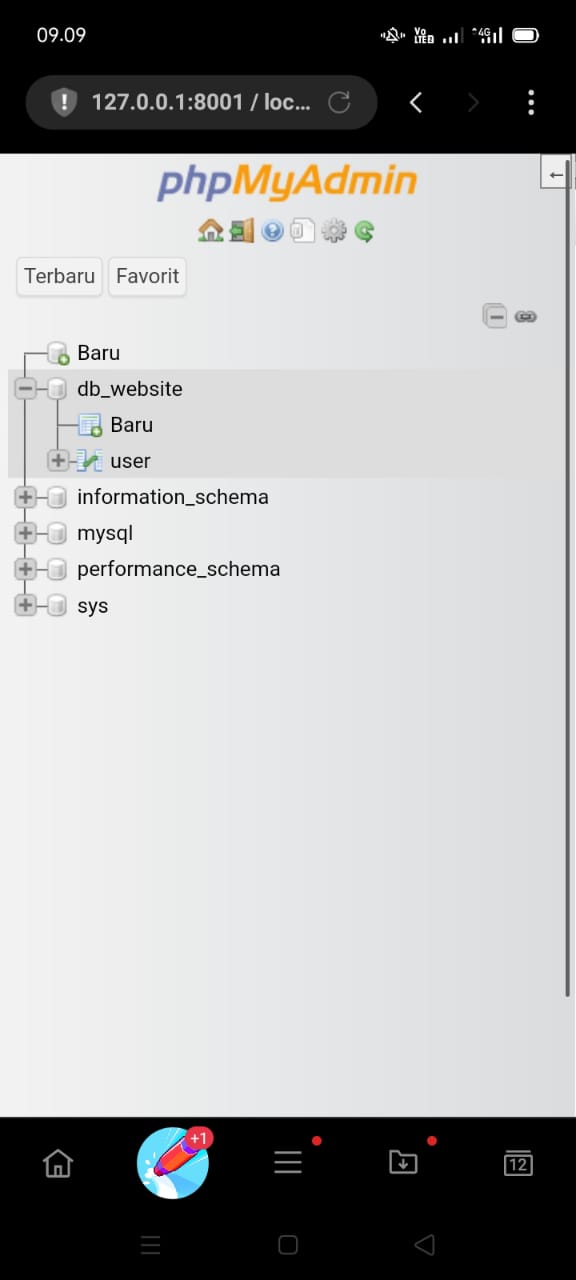 09.09
Vo LTE2
4G
127.0.0.1:8001 / loc...
phpMyAdmin
Terbaru Favorit
Baru
db_website
Baru
user
information_schema
mysql
performance_schema
sys
+1
12